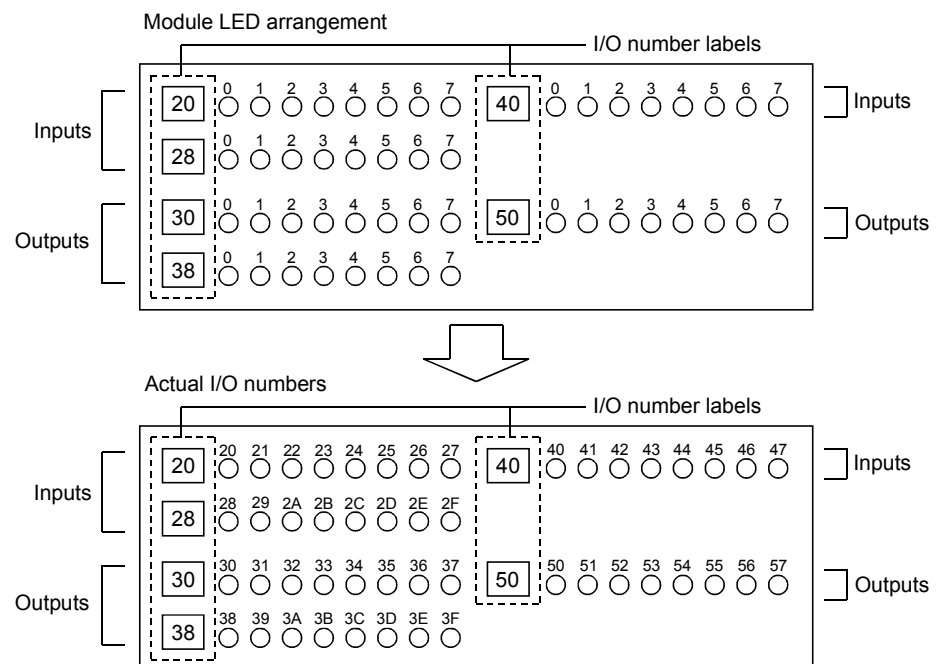 Module LED arrangement
I/O number labels
20 0 1 2 3 4 5 6 7 40 0 1 2 3 4 5 6 7 Inputs
Inputs
28 0 1 2 3 4 5 6 7
30 0 1 2 3 4 5 6 7 50 0 1 2 3 4 5 6 7 Outputs
Outputs
38 0 1 2 3 4 5 6 7
Actual I/O numbers
I/O number labels
20 20 21 22 23 24 25 26 27 40 40 41 42 43 44 45 46 47 Inputs
Inputs
28 28 29 2A 2B 2C 2D 2E 2F
30 30 31 32 33 34 35 36 37 50 50 51 52 53 54 55 56 57 Outputs
Outputs
38 38 39 3A 3B 3C 3D 3E 3F